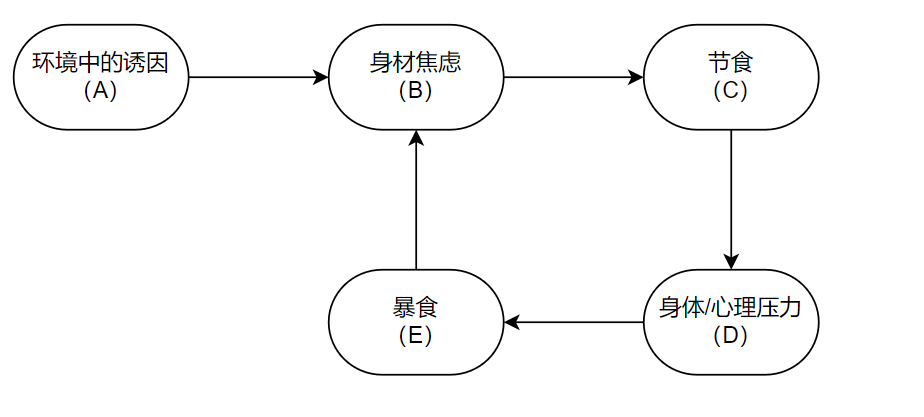 环境中的诱因
（A）
身材焦虑
（B）
节食
（C）
暴食
（E）
身体/心理压力
（D）